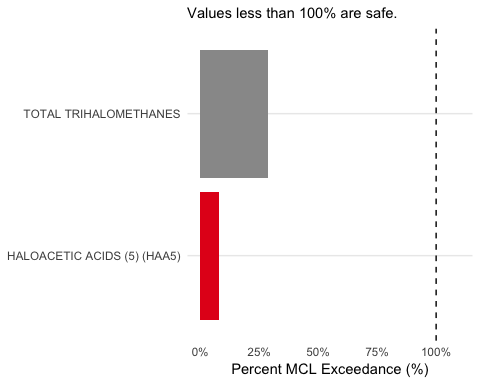 Values less than 100% are safe.
TOTAL TRIHALOMETHANES
HALOACETIC ACIDS (5) (HAA5)
0% 25% 50% 75% 100%
Percent MCL Exceedance (%)